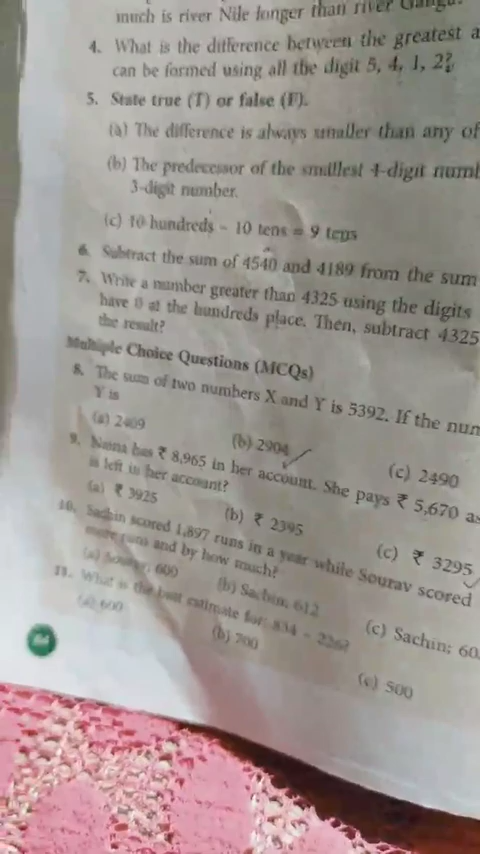 much is river Nile longer than river Ganga.
4. What is the difference between the greatest a
can be formed using all the digit 5, 4, 1, 2?
5. State true (T) or false (F).
(a) The difference is always smaller than any of
(b) The predecessor of the smallest 4-digit numb
3-digit number.
(c) 10 hundreds - 10 tens = 9 tens
6. Subtract the sum of 4540 and 4189 from the sum
7. Write a number greater than 4325 using the digits
have 0 at the hundreds place. Then, subtract 4325
the result?
Multiple Choice Questions (MCQs)
8. The sum of two numbers X and Y is 5392. If the num
Y is
(a) 2409 (b) 2904 (c) 2490
9. Naina has ₹ 8,965 in her account. She pays ₹ 5,670 as
is left in her account?
(a) ₹ 3925 (b) ₹ 2395 (c) ₹ 3295
10. Sachin scored 1,897 runs in a year while Sourav scored
more runs and by how much?
(a) Sourav; 600 (b) Sachin; 612 (c) Sachin; 60
11. What is the best estimate for: 834 - 226?
(a) 600 (b) 700 (c) 500